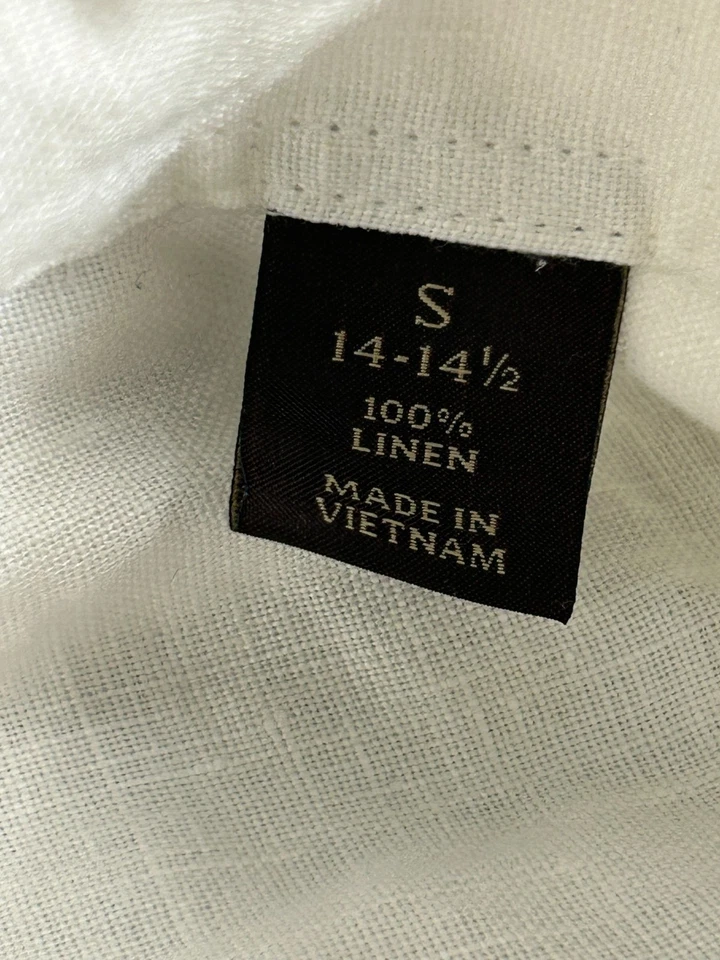 S
14-14½
100%
LINEN
MADE IN
VIETNAM